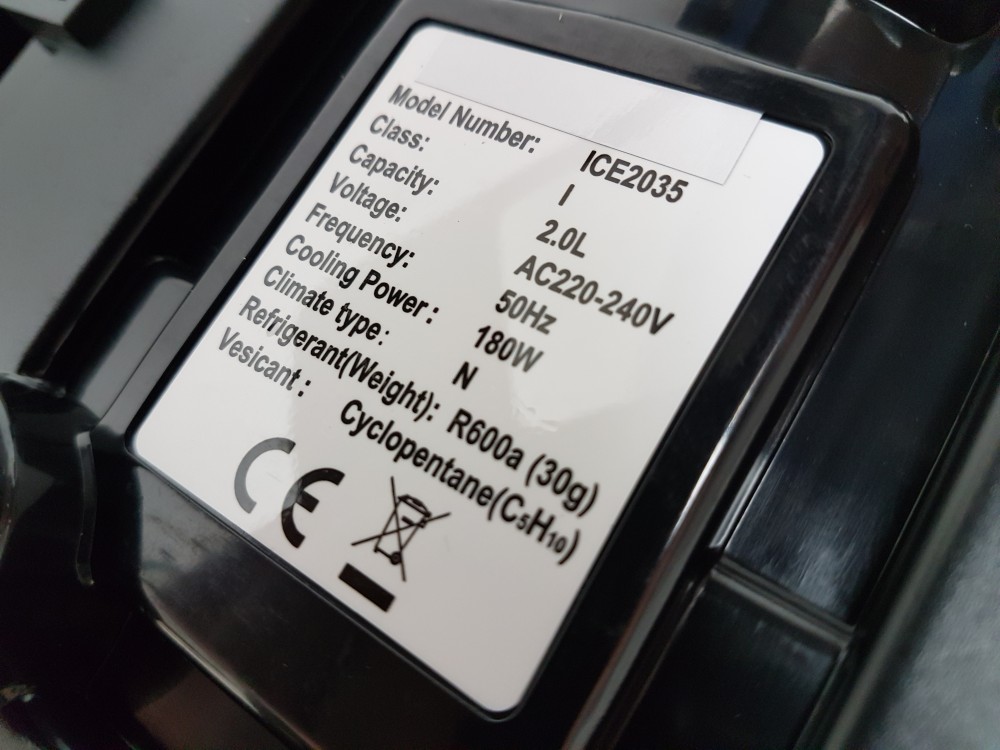 Model Number: ICE2035
Class: I
Capacity: 2.0L
Voltage: AC220-240V
Frequency: 50Hz
Cooling Power : 180W
Climate type : N
Refrigerant(Weight): R600a (30g)
Vesicant : Cyclopentane(C₅H₁₀)
CE